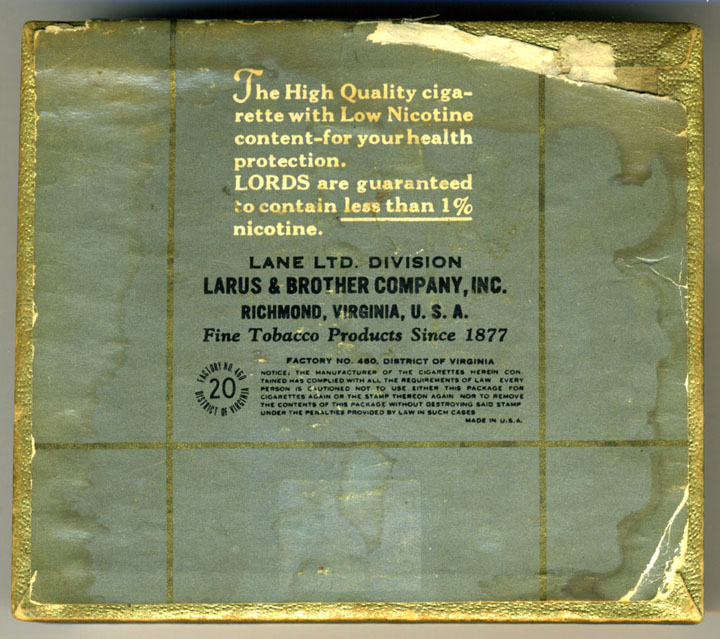 The High Quality ciga-
rette with Low Nicotine
content-for your health
protection.
LORDS are guaranteed
to contain less than 1%
nicotine.
LANE LTD. DIVISION
LARUS & BROTHER COMPANY, INC.
RICHMOND, VIRGINIA, U. S. A.
Fine Tobacco Products Since 1877
FACTORY NO. 460, DISTRICT OF VIRGINIA
NOTICE: THE MANUFACTURER OF THE CIGARETTES HEREIN CON
TAINED HAS COMPLIED WITH ALL THE REQUIREMENTS OF LAW EVERY
PERSON IS CAUTIONED NOT TO USE EITHER THIS PACKAGE FOR
CIGARETTES AGAIN OR THE STAMP THEREON AGAIN NOR TO REMOVE
THE CONTENTS OF THIS PACKAGE WITHOUT DESTROYING SAID STAMP
UNDER THE PENALTIES PROVIDED BY LAW IN SUCH CASES
MADE IN U.S.A.
FACTORY NO. 460
20
DISTRICT OF VIRGINIA